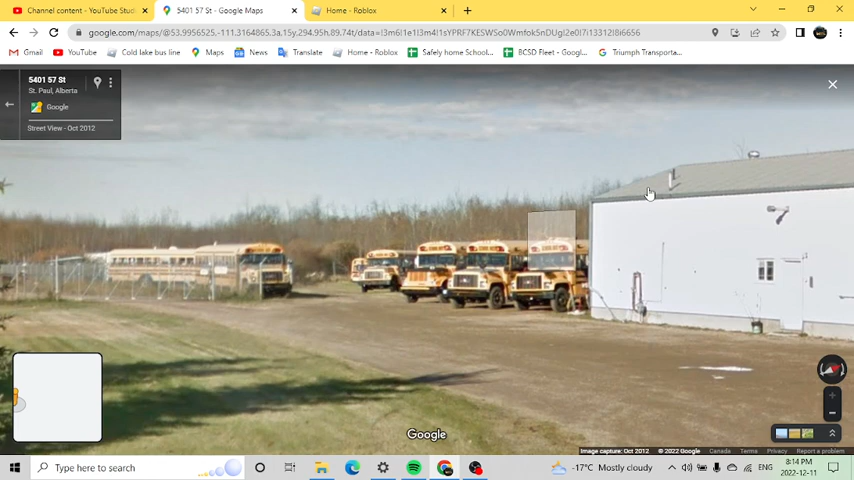 Channel content - YouTube Stud
5401 57 St - Google Maps
Home - Roblox
google.com/maps/@53.9956525,-111.3164865,3a,15y,294.95h,89.74t/data=!3m6!1e1!3m4!1sYPRF7KESWSo0Wmfok5nDUg!2e0!7i13312!8i6656
Gmail
YouTube
Cold lake bus line
Maps
News
Translate
Home - Roblox
Safely home School...
BCSD Fleet - Googl...
Triumph Transporta...
5401 57 St
St. Paul, Alberta
Google
Street View - Oct 2012
Google
Image capture: Oct 2012 © 2022 Google Canada Terms Privacy Report a problem
Type here to search
-17°C Mostly cloudy
ENG
8:14 PM
2022-12-11